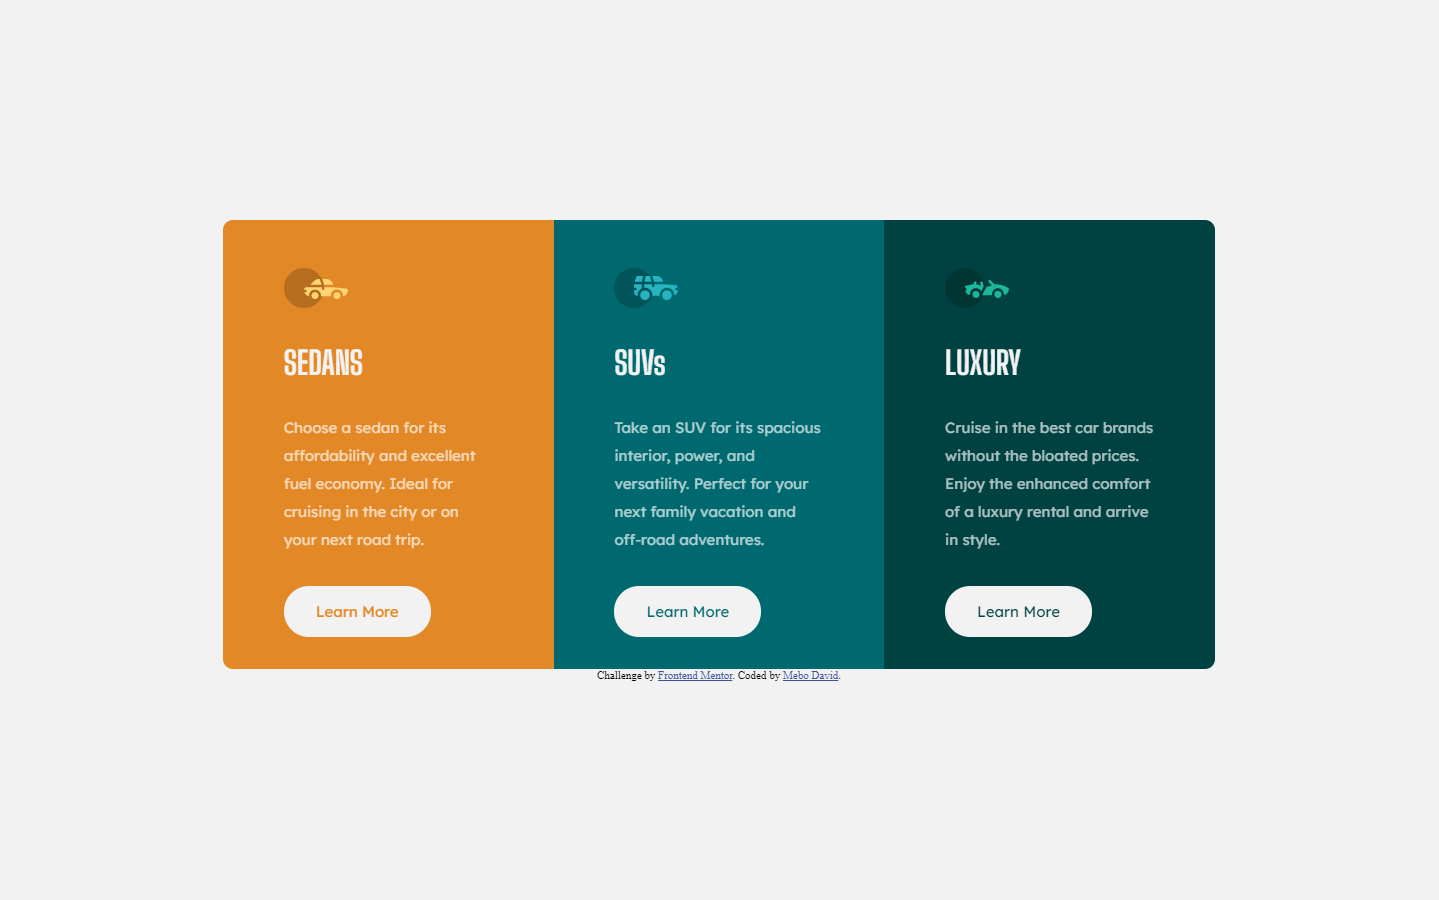 SEDANS
Choose a sedan for its
affordability and excellent
fuel economy. Ideal for
cruising in the city or on
your next road trip.
Learn More
SUVs
Take an SUV for its spacious
interior, power, and
versatility. Perfect for your
next family vacation and
off-road adventures.
Learn More
LUXURY
Cruise in the best car brands
without the bloated prices.
Enjoy the enhanced comfort
of a luxury rental and arrive
in style.
Learn More
Challenge by Frontend Mentor. Coded by Mebo David.